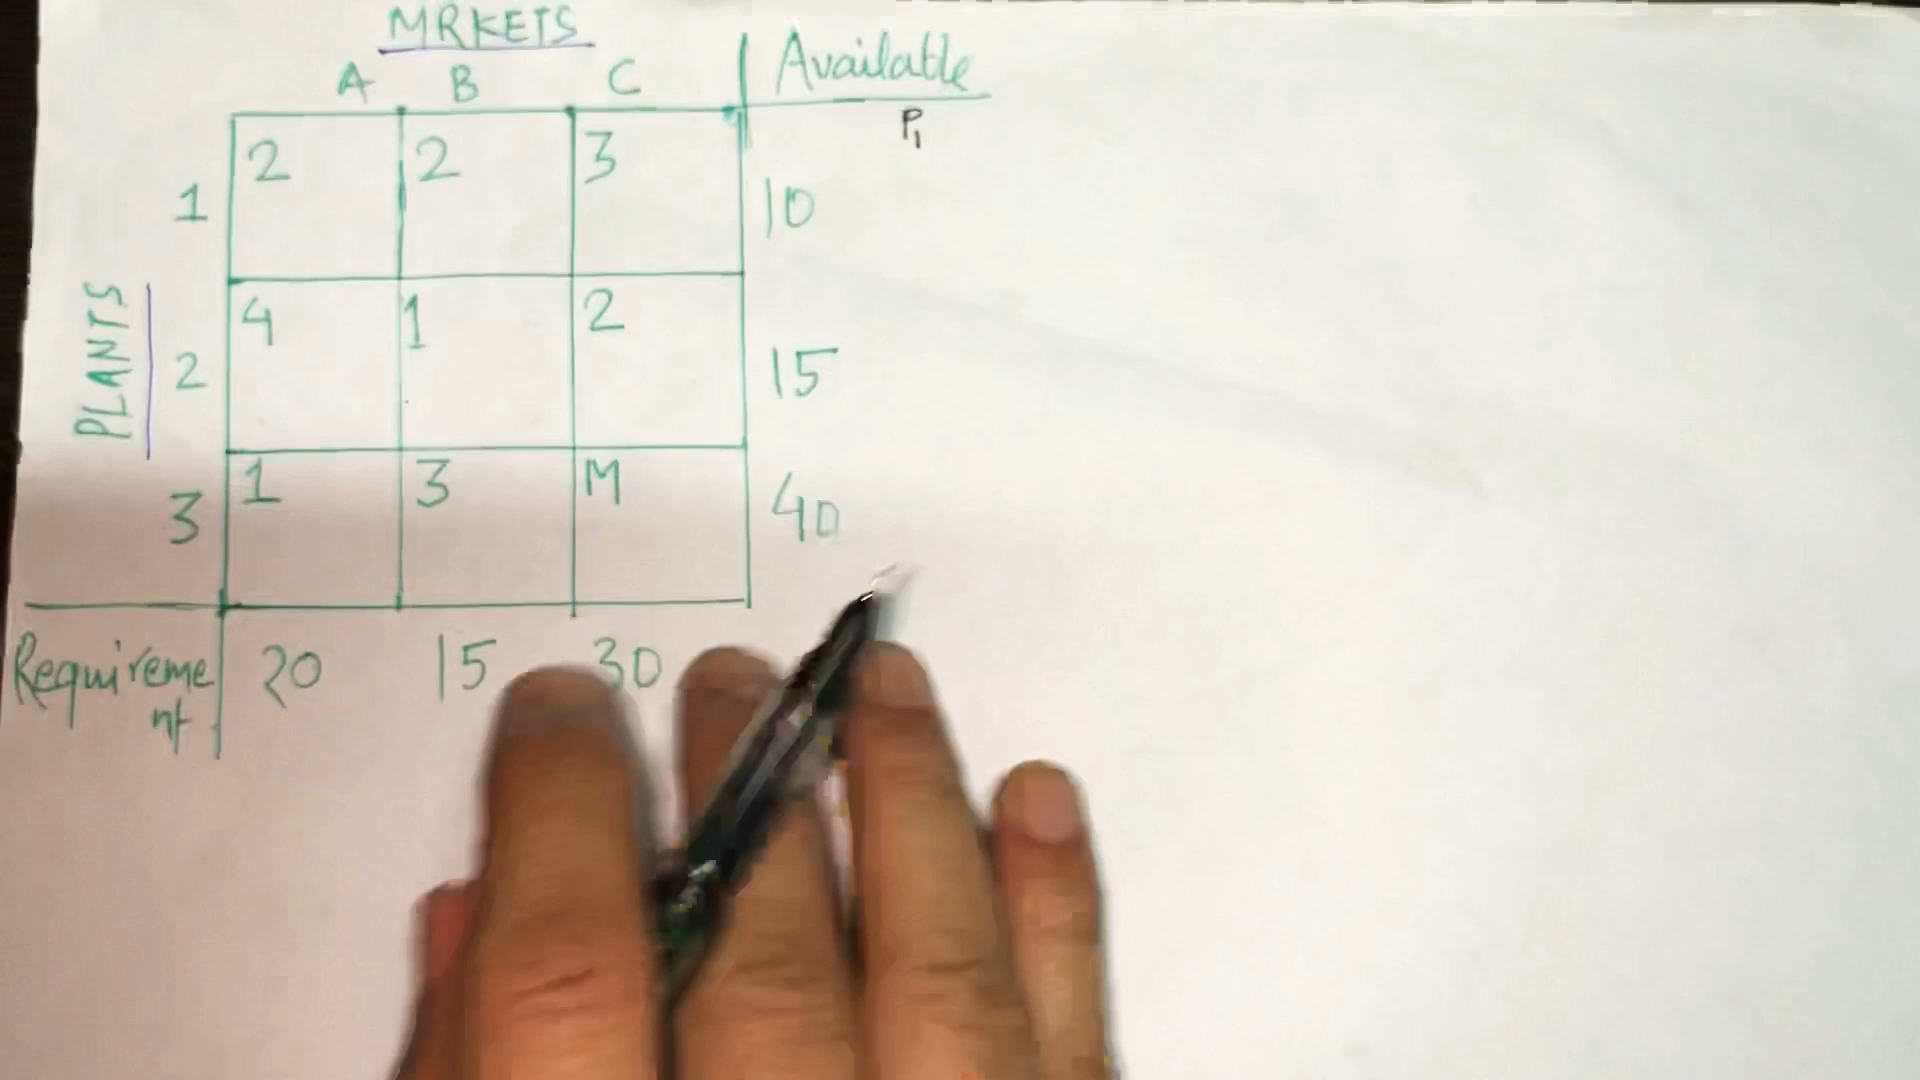 MRKETS
A B C Available
P1
2 2 3
1 10
4 1 2
PLANTS
2 15
1 3 M
3 40
Requireme 20 15 30
nt